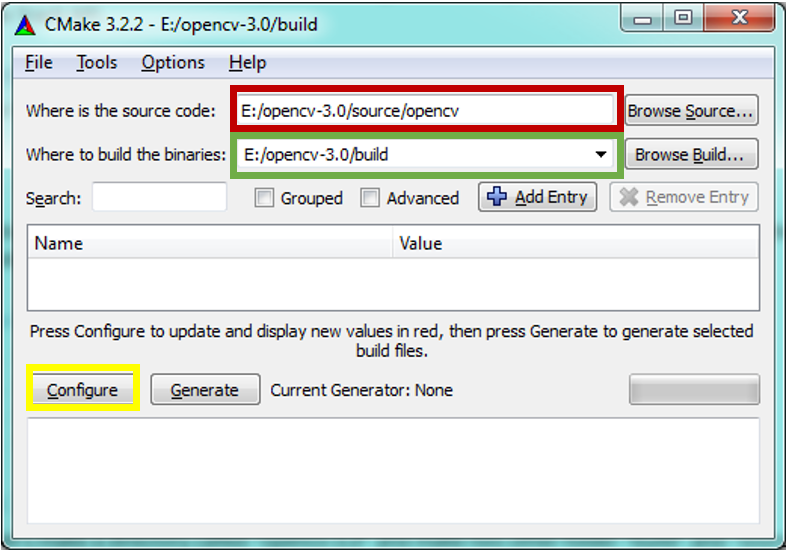 CMake 3.2.2 - E:/opencv-3.0/build
File Tools Options Help
Where is the source code: E:/opencv-3.0/source/opencv Browse Source...
Where to build the binaries: E:/opencv-3.0/build Browse Build...
Search: Grouped Advanced Add Entry Remove Entry
Name Value
Press Configure to update and display new values in red, then press Generate to generate selected
build files.
Configure Generate Current Generator: None